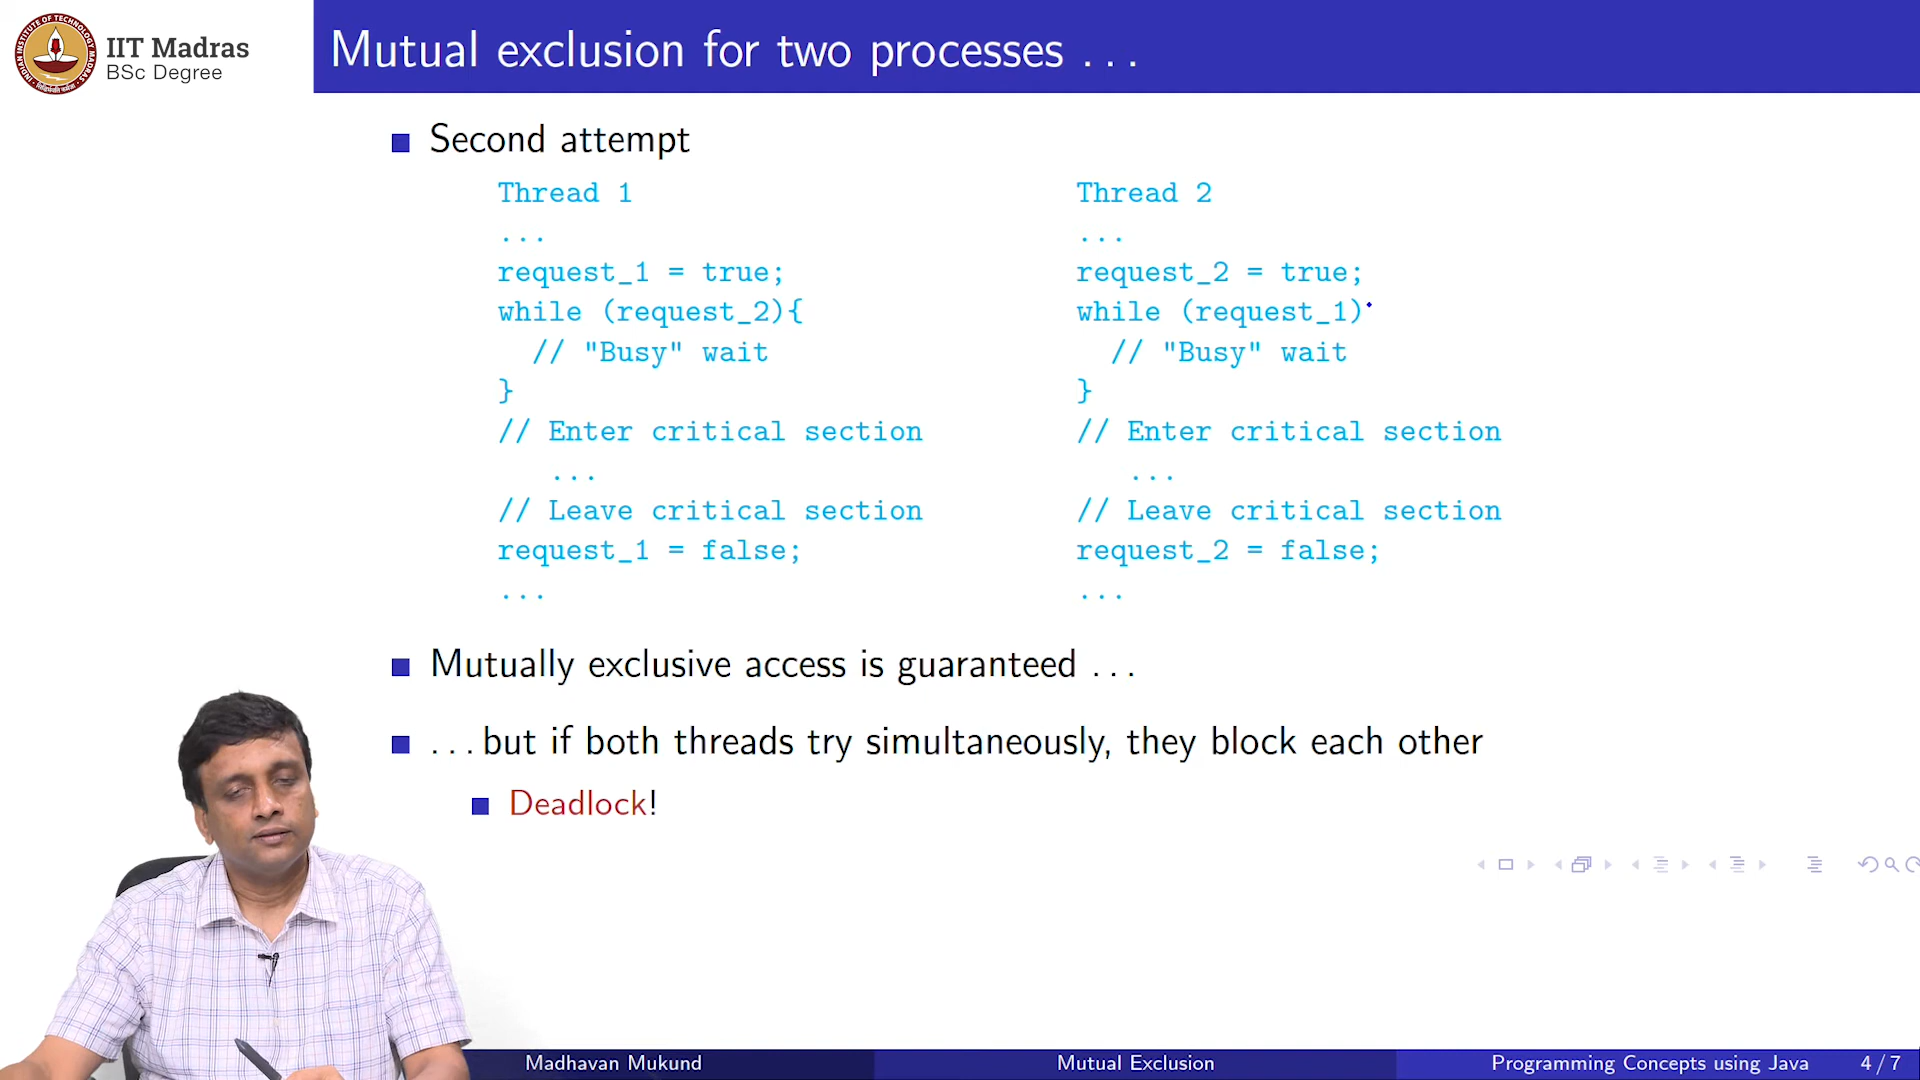 IIT Madras
BSc Degree
Mutual exclusion for two processes ...
Second attempt
Thread 1
...
request_1 = true;
while (request_2){
// "Busy" wait
}
// Enter critical section
...
// Leave critical section
request_1 = false;
...
Thread 2
...
request_2 = true;
while (request_1)
// "Busy" wait
}
// Enter critical section
...
// Leave critical section
request_2 = false;
...
Mutually exclusive access is guaranteed ...
... but if both threads try simultaneously, they block each other
Deadlock!
Madhavan Mukund
Mutual Exclusion
Programming Concepts using Java
4 / 7